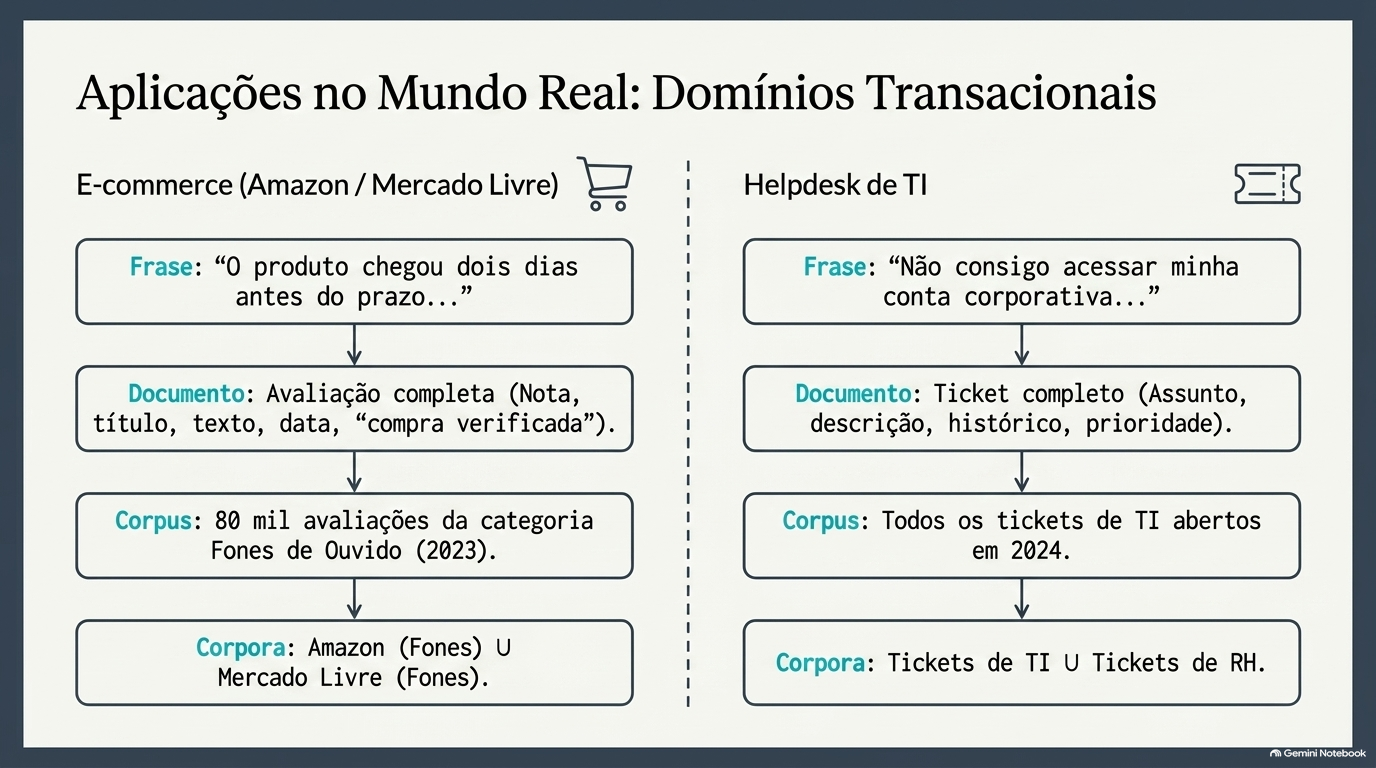 Aplicações no Mundo Real: Domínios Transacionais
E-commerce (Amazon / Mercado Livre)
Frase: “O produto chegou dois dias
antes do prazo...”
Documento: Avaliação completa (Nota,
título, texto, data, “compra verificada”).
Corpus: 80 mil avaliações da categoria
Fones de Ouvido (2023).
Corpora: Amazon (Fones) ∪
Mercado Livre (Fones).
Helpdesk de TI
Frase: “Não consigo acessar minha
conta corporativa...”
Documento: Ticket completo (Assunto,
descrição, histórico, prioridade).
Corpus: Todos os tickets de TI abertos
em 2024.
Corpora: Tickets de TI ∪ Tickets de RH.
Gemini Notebook